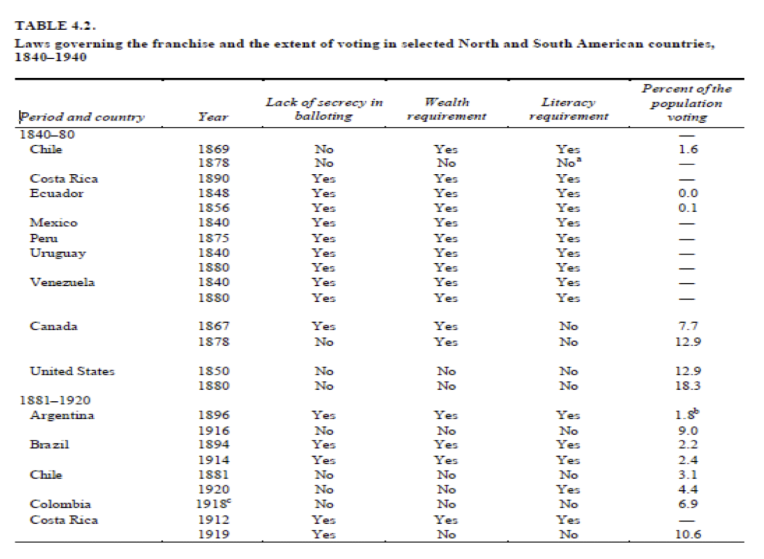 TABLE 4.2.
Laws governing the franchise and the extent of voting in selected North and South American countries,
1840–1940
Period and country Year Lack of secrecy in balloting Wealth requirement Literacy requirement Percent of the population voting
1840–80 —
Chile 1869 No Yes Yes 1.6
1878 No No Noᵃ —
Costa Rica 1890 Yes Yes Yes —
Ecuador 1848 Yes Yes Yes 0.0
1856 Yes Yes Yes 0.1
Mexico 1840 Yes Yes Yes —
Peru 1875 Yes Yes Yes —
Uruguay 1840 Yes Yes Yes —
1880 Yes Yes Yes —
Venezuela 1840 Yes Yes Yes —
1880 Yes Yes Yes —
Canada 1867 Yes Yes No 7.7
1878 No Yes No 12.9
United States 1850 No No No 12.9
1880 No No No 18.3
1881–1920
Argentina 1896 Yes Yes Yes 1.8ᵇ
1916 No No No 9.0
Brazil 1894 Yes Yes Yes 2.2
1914 Yes Yes Yes 2.4
Chile 1881 No No No 3.1
1920 No No Yes 4.4
Colombia 1918ᶜ No No No 6.9
Costa Rica 1912 Yes Yes Yes —
1919 Yes No No 10.6